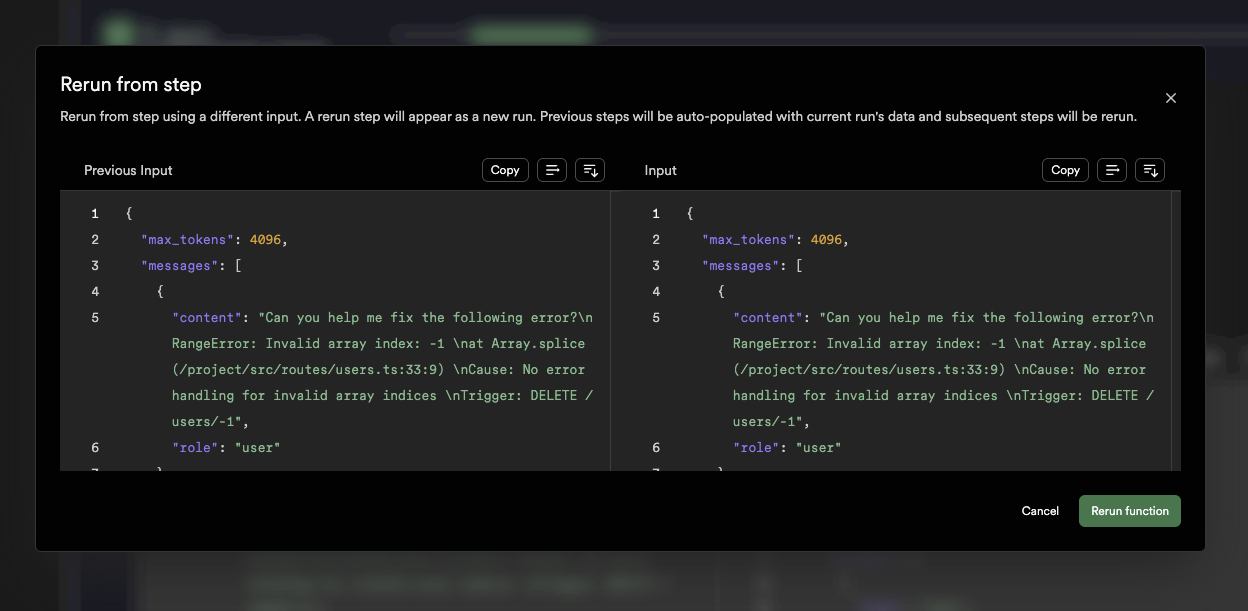 Rerun from step
Rerun from step using a different input. A rerun step will appear as a new run. Previous steps will be auto-populated with current run's data and subsequent steps will be rerun.
Previous Input
Copy
1 {
2 "max_tokens": 4096,
3 "messages": [
4 {
5 "content": "Can you help me fix the following error?\n
RangeError: Invalid array index: -1 \nat Array.splice
(/project/src/routes/users.ts:33:9) \nCause: No error
handling for invalid array indices \nTrigger: DELETE /
users/-1",
6 "role": "user"
Input
Copy
1 {
2 "max_tokens": 4096,
3 "messages": [
4 {
5 "content": "Can you help me fix the following error?\n
RangeError: Invalid array index: -1 \nat Array.splice
(/project/src/routes/users.ts:33:9) \nCause: No error
handling for invalid array indices \nTrigger: DELETE /
users/-1",
6 "role": "user"
Cancel
Rerun function